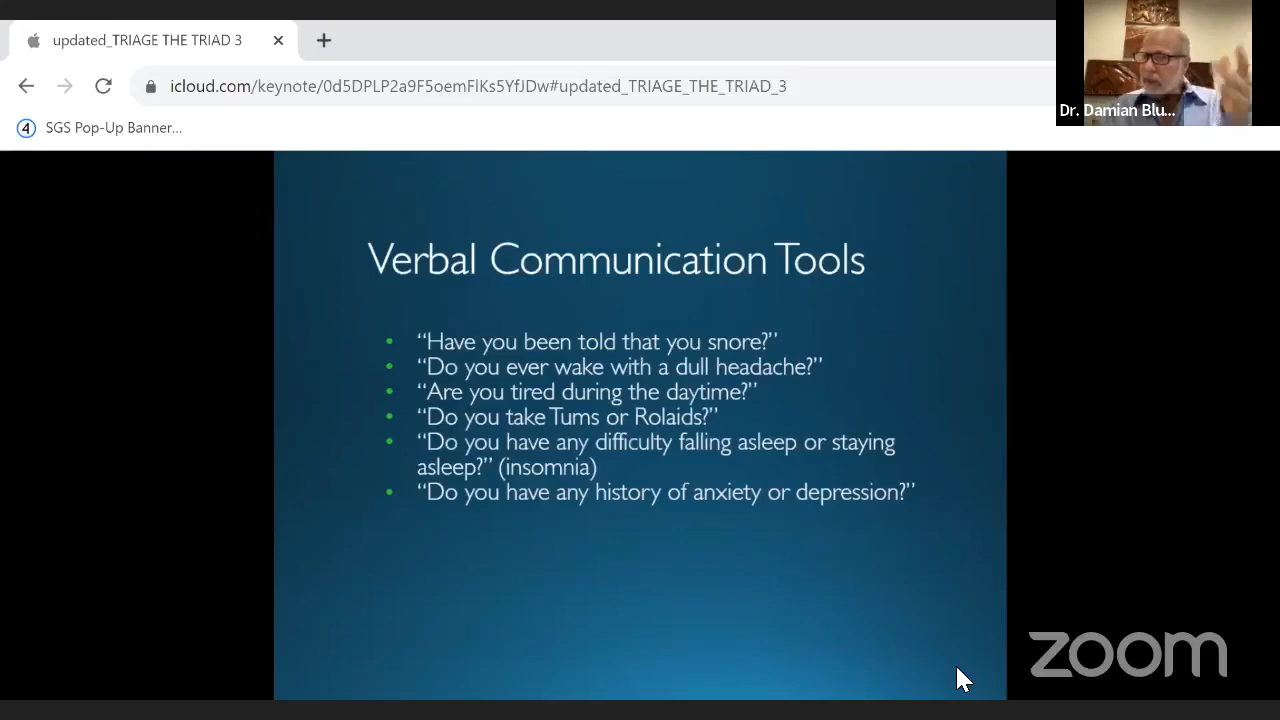 updated_TRIAGE THE TRIAD 3
icloud.com/keynote/0d5DPLP2a9F5oemFlKs5YfJDw#updated_TRIAGE_THE_TRIAD_3
4 SGS Pop-Up Banner...
Dr. Damian Blu...
Verbal Communication Tools
• “Have you been told that you snore?”
• “Do you ever wake with a dull headache?”
• “Are you tired during the daytime?”
• “Do you take Tums or Rolaids?”
• “Do you have any difficulty falling asleep or staying
asleep?” (insomnia)
• “Do you have any history of anxiety or depression?”
zoom